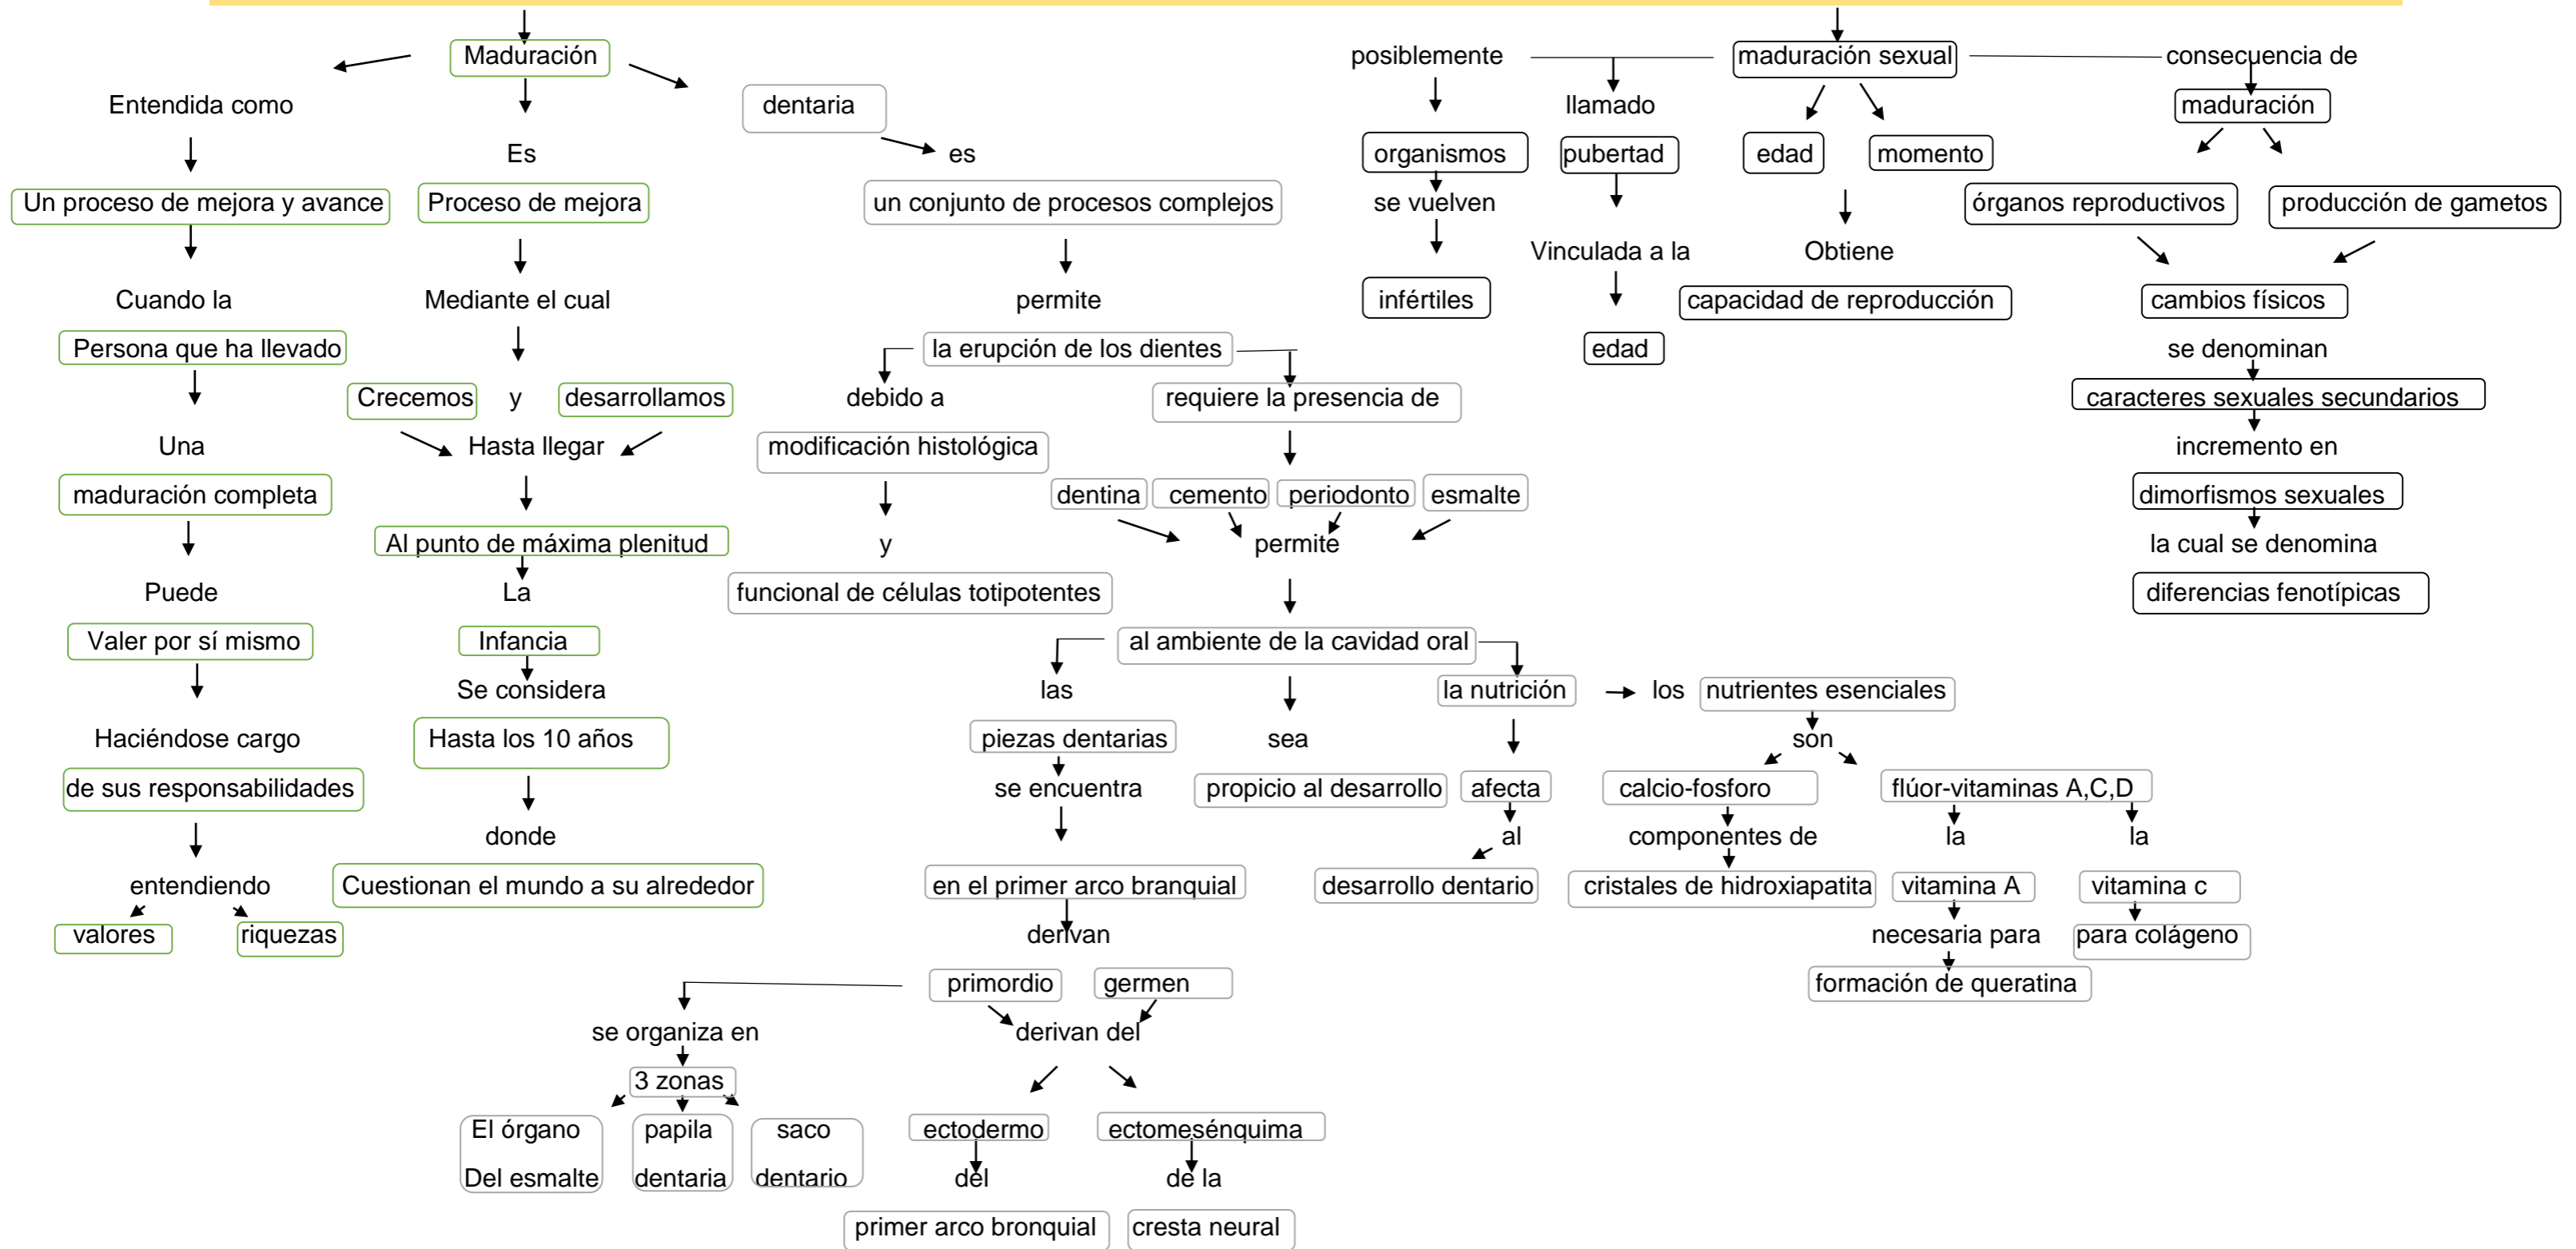 Maduración
Entendida como
Un proceso de mejora y avance
Cuando la
Persona que ha llevado
Una
maduración completa
Puede
Valer por sí mismo
Haciéndose cargo
de sus responsabilidades
entendiendo
valores
riquezas
Es
Proceso de mejora
Mediante el cual
Crecemos
y
desarrollamos
Hasta llegar
Al punto de máxima plenitud
La
Infancia
Se considera
Hasta los 10 años
donde
Cuestionan el mundo a su alrededor
dentaria
es
un conjunto de procesos complejos
permite
la erupción de los dientes
debido a
modificación histológica
y
funcional de células totipotentes
requiere la presencia de
dentina
cemento
periodonto
esmalte
permite
al ambiente de la cavidad oral
las
piezas dentarias
se encuentra
en el primer arco branquial
derivan
primordio
germen
se organiza en
3 zonas
El órgano
Del esmalte
papila
dentaria
saco
dentario
derivan del
ectodermo
del
primer arco bronquial
ectomesénquima
de la
cresta neural
sea
propicio al desarrollo
la nutrición
afecta
al
desarrollo dentario
los
nutrientes esenciales
son
calcio-fosforo
componentes de
cristales de hidroxiapatita
flúor-vitaminas A,C,D
la
vitamina A
necesaria para
formación de queratina
la
vitamina c
para colágeno
maduración sexual
posiblemente
organismos
se vuelven
infértiles
llamado
pubertad
Vinculada a la
edad
edad
momento
Obtiene
capacidad de reproducción
consecuencia de
maduración
órganos reproductivos
producción de gametos
cambios físicos
se denominan
caracteres sexuales secundarios
incremento en
dimorfismos sexuales
la cual se denomina
diferencias fenotípicas